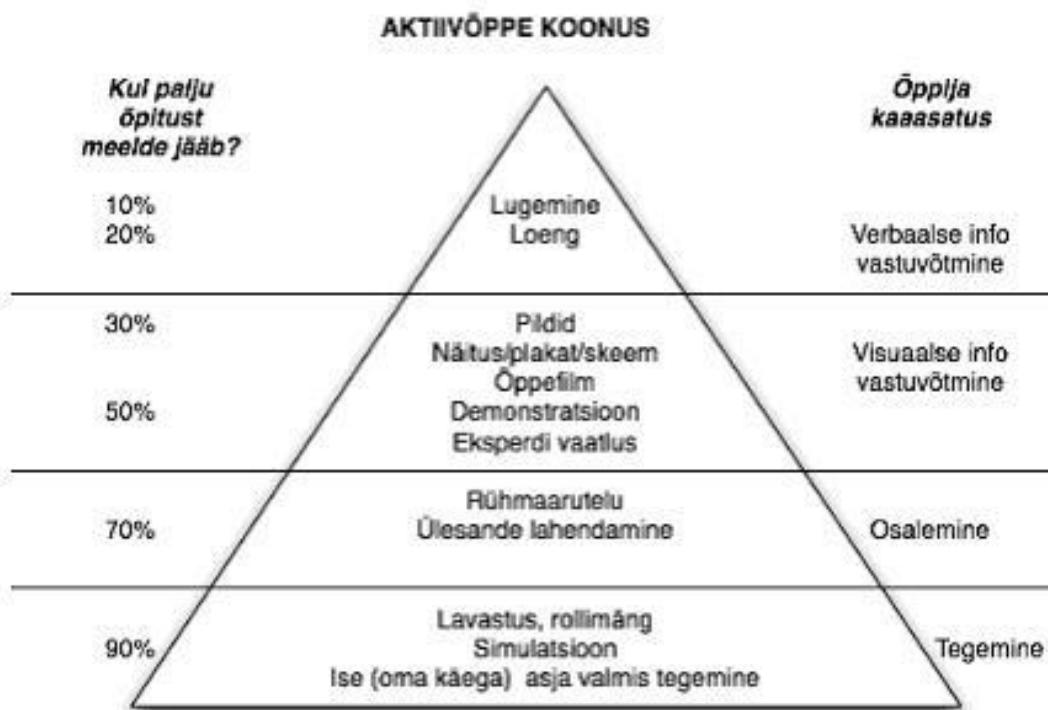 AKTIIVÕPPE KOONUS
Kui palju
õpitust
meelde jääb?
Õppija
kaaasatus
10%
Lugemine
20%
Loeng
Verbaalse info
vastuvõtmine
30%
Pildid
Näitus/plakat/skeem
Visuaalse info
Õppefilm
vastuvõtmine
50%
Demonstratsioon
Eksperdi vaatlus
Rühmaarutelu
70%
Ülesande lahendamine
Osalemine
Lavastus, rollimäng
90%
Simulatsioon
Tegemine
Ise (oma käega) asja valmis tegemine